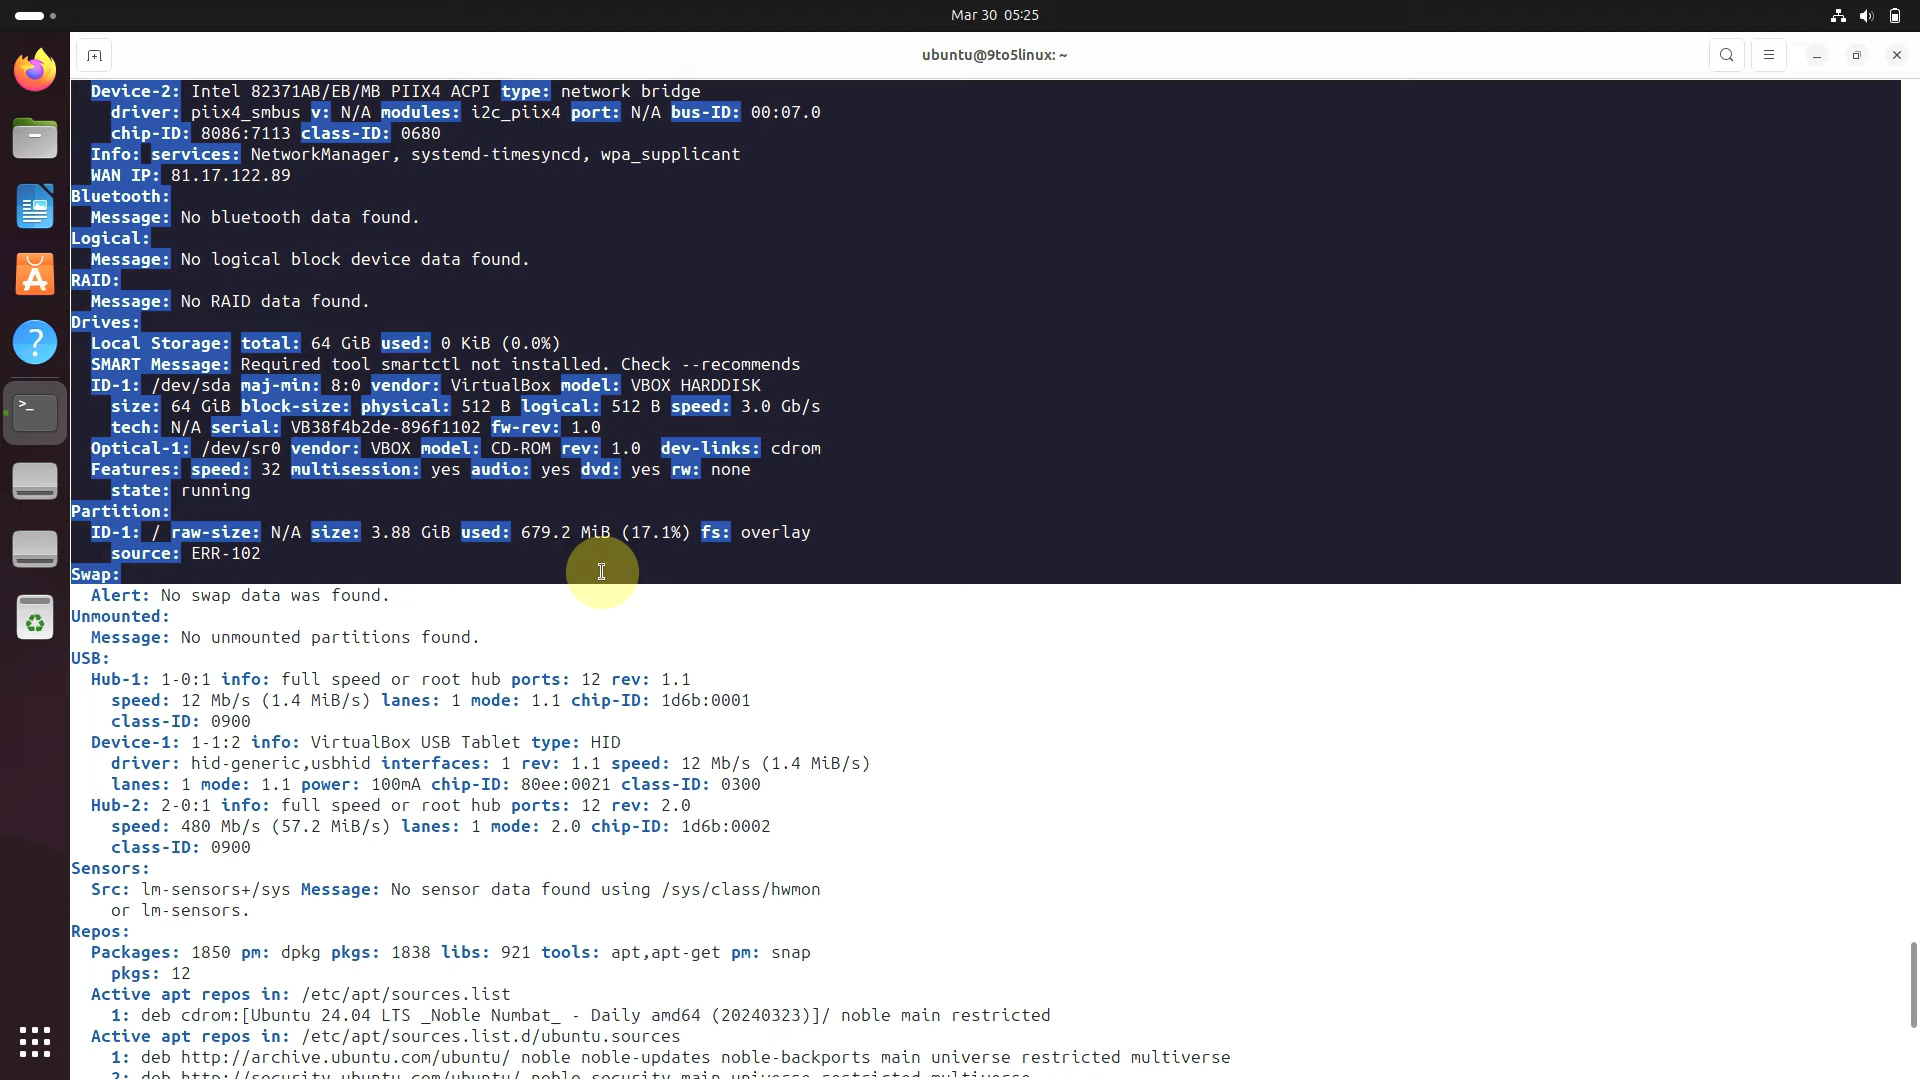 Mar 30 05:25
ubuntu@9to5linux: ~
Device-2: Intel 82371AB/EB/MB PIIX4 ACPI type: network bridge
driver: piix4_smbus v: N/A modules: i2c_piix4 port: N/A bus-ID: 00:07.0
chip-ID: 8086:7113 class-ID: 0680
Info: services: NetworkManager, systemd-timesyncd, wpa_supplicant
WAN IP: 81.17.122.89
Bluetooth:
Message: No bluetooth data found.
Logical:
Message: No logical block device data found.
RAID:
Message: No RAID data found.
Drives:
Local Storage: total: 64 GiB used: 0 KiB (0.0%)
SMART Message: Required tool smartctl not installed. Check --recommends
ID-1: /dev/sda maj-min: 8:0 vendor: VirtualBox model: VBOX HARDDISK
size: 64 GiB block-size: physical: 512 B logical: 512 B speed: 3.0 Gb/s
tech: N/A serial: VB38f4b2de-896f1102 fw-rev: 1.0
Optical-1: /dev/sr0 vendor: VBOX model: CD-ROM rev: 1.0 dev-links: cdrom
Features: speed: 32 multisession: yes audio: yes dvd: yes rw: none
state: running
Partition:
ID-1: / raw-size: N/A size: 3.88 GiB used: 679.2 MiB (17.1%) fs: overlay
source: ERR-102
Swap:
Alert: No swap data was found.
Unmounted:
Message: No unmounted partitions found.
USB:
Hub-1: 1-0:1 info: full speed or root hub ports: 12 rev: 1.1
speed: 12 Mb/s (1.4 MiB/s) lanes: 1 mode: 1.1 chip-ID: 1d6b:0001
class-ID: 0900
Device-1: 1-1:2 info: VirtualBox USB Tablet type: HID
driver: hid-generic,usbhid interfaces: 1 rev: 1.1 speed: 12 Mb/s (1.4 MiB/s)
lanes: 1 mode: 1.1 power: 100mA chip-ID: 80ee:0021 class-ID: 0300
Hub-2: 2-0:1 info: full speed or root hub ports: 12 rev: 2.0
speed: 480 Mb/s (57.2 MiB/s) lanes: 1 mode: 2.0 chip-ID: 1d6b:0002
class-ID: 0900
Sensors:
Src: lm-sensors+/sys Message: No sensor data found using /sys/class/hwmon
or lm-sensors.
Repos:
Packages: 1850 pm: dpkg pkgs: 1838 libs: 921 tools: apt,apt-get pm: snap
pkgs: 12
Active apt repos in: /etc/apt/sources.list
1: deb cdrom:[Ubuntu 24.04 LTS _Noble Numbat_ - Daily amd64 (20240323)]/ noble main restricted
Active apt repos in: /etc/apt/sources.list.d/ubuntu.sources
1: deb http://archive.ubuntu.com/ubuntu/ noble noble-updates noble-backports main universe restricted multiverse
2: deb http://security.ubuntu.com/ubuntu/ noble-security main universe restricted multiverse